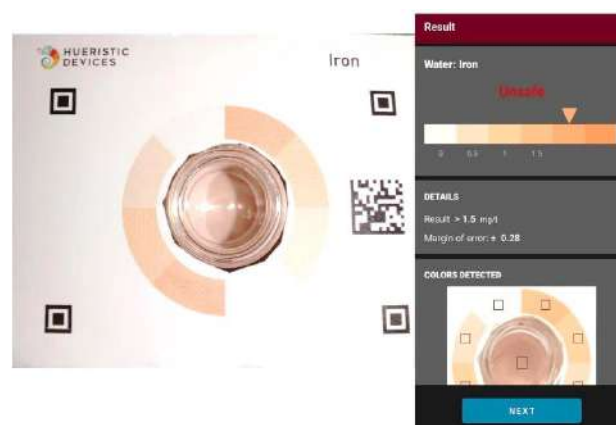 HUERISTIC
DEVICES
Iron
Result
Water: Iron
Unsafe
0 0.5 1 1.5
DETAILS
Result > 1.5 mg/l
Margin of error: ± 0.28
COLORS DETECTED
NEXT